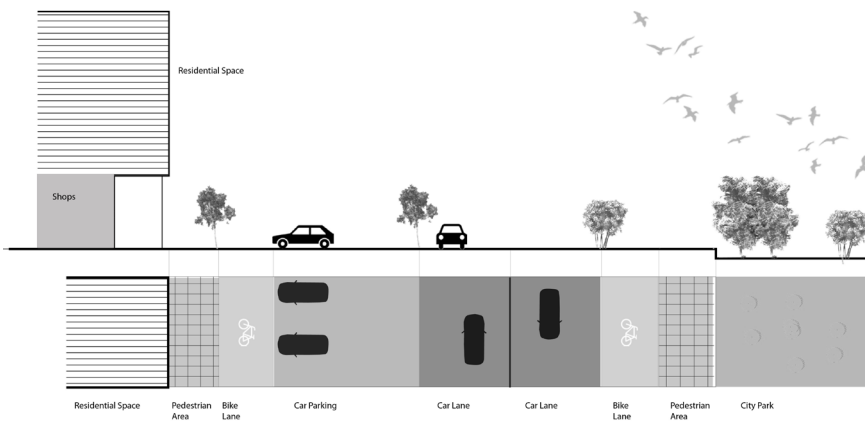 Residential Space
Shops
Residential Space
Pedestrian
Area
Bike
Lane
Car Parking
Car Lane
Car Lane
Bike
Lane
Pedestrian
Area
City Park